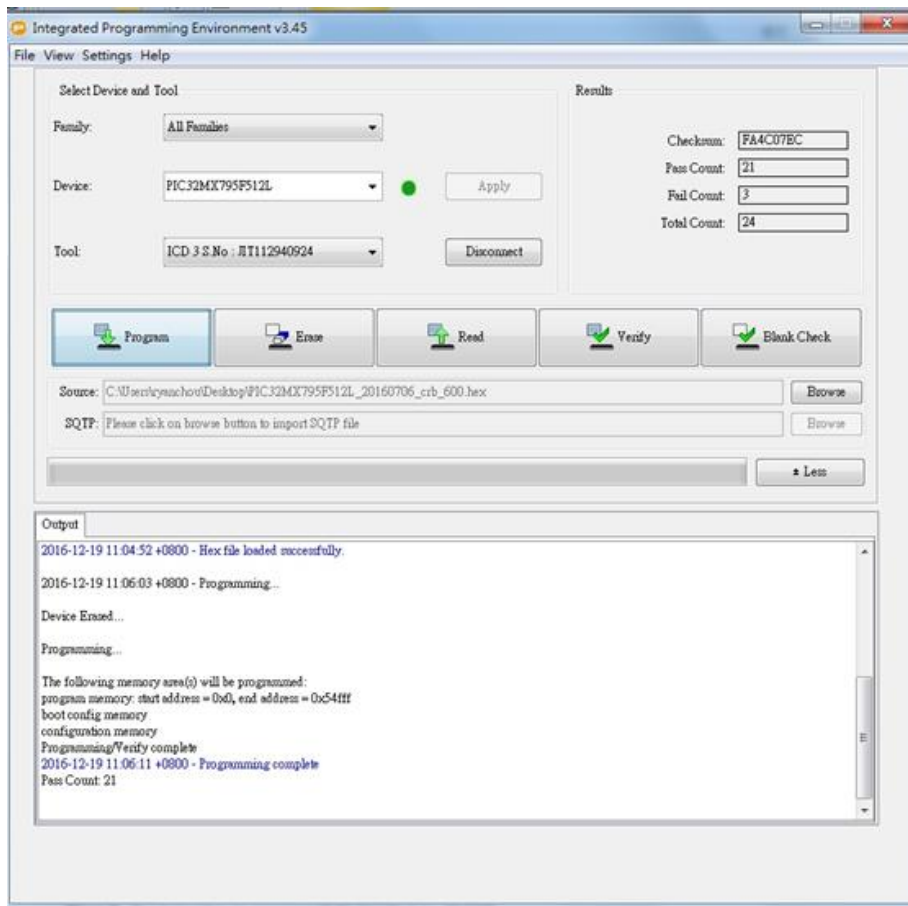 Integrated Programming Environment v3.45
File View Settings Help
Select Device and Tool
Family:
All Families
Device:
PIC32MX795F512L
Apply
Tool:
ICD 3 S.No : JIT112940924
Disconnect
Results
Checksum:
FA4C07EC
Pass Count:
21
Fail Count:
3
Total Count:
24
Program
Erase
Read
Verify
Blank Check
Source:
C:\Users\ryanchou\Desktop\PIC32MX795F512L_20160706_crb_600.hex
Browse
SQTP:
Please click on browse button to import SQTP file
Browse
Less
Output
2016-12-19 11:04:52 +0800 - Hex file loaded successfully.
2016-12-19 11:06:03 +0800 - Programming...
Device Erased...
Programming...
The following memory area(s) will be programmed:
program memory: start address = 0x0, end address = 0x54fff
boot config memory
configuration memory
Programming/Verify complete
2016-12-19 11:06:11 +0800 - Programming complete
Pass Count: 21